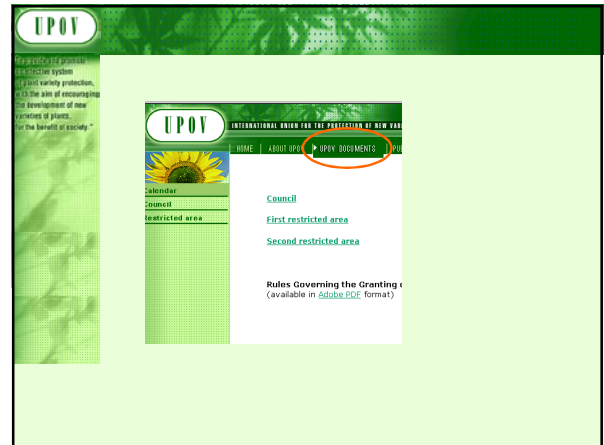 UPOV
"To provide and promote
an effective system
of plant variety protection,
with the aim of encouraging
the development of new
varieties of plants,
for the benefit of society."
UPOV
INTERNATIONAL UNION FOR THE PROTECTION OF NEW VAR
HOME ABOUT UPOV UPOV DOCUMENTS PU
Calendar
Council
Restricted area
Council
First restricted area
Second restricted area
Rules Governing the Granting
(available in Adobe PDF format)